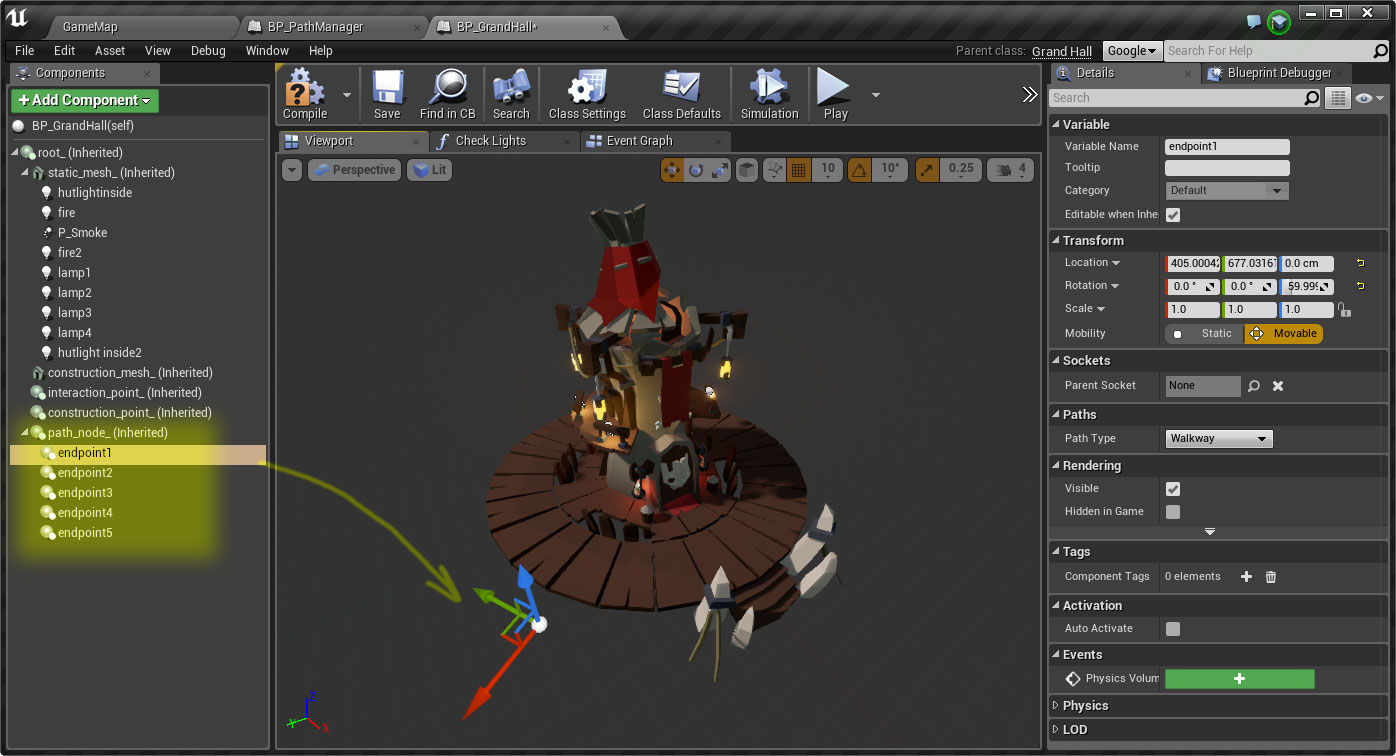 GameMap
BP_PathManager
BP_GrandHall*
File Edit Asset View Debug Window Help
Parent class: Grand Hall
Google
Search For Help
Components
+Add Component
BP_GrandHall(self)
root_ (Inherited)
static_mesh_ (Inherited)
hutlightinside
fire
P_Smoke
fire2
lamp1
lamp2
lamp3
lamp4
hutlight inside2
construction_mesh_ (Inherited)
interaction_point_ (Inherited)
construction_point_ (Inherited)
path_node_ (Inherited)
endpoint1
endpoint2
endpoint3
endpoint4
endpoint5
Compile
Save
Find in CB
Search
Class Settings
Class Defaults
Simulation
Play
Viewport
Check Lights
Event Graph
Perspective
Lit
10
10°
0.25
4
Z
Y
X
Details
Blueprint Debugger
Search
Variable
Variable Name endpoint1
Tooltip
Category Default
Editable when Inhe
Transform
Location 405.00042 677.03167 0.0 cm
Rotation 0.0 ° 0.0 ° 59.999
Scale 1.0 1.0 1.0
Mobility Static Movable
Sockets
Parent Socket None
Paths
Path Type Walkway
Rendering
Visible
Hidden in Game
Tags
Component Tags 0 elements
Activation
Auto Activate
Events
Physics Volum
Physics
LOD